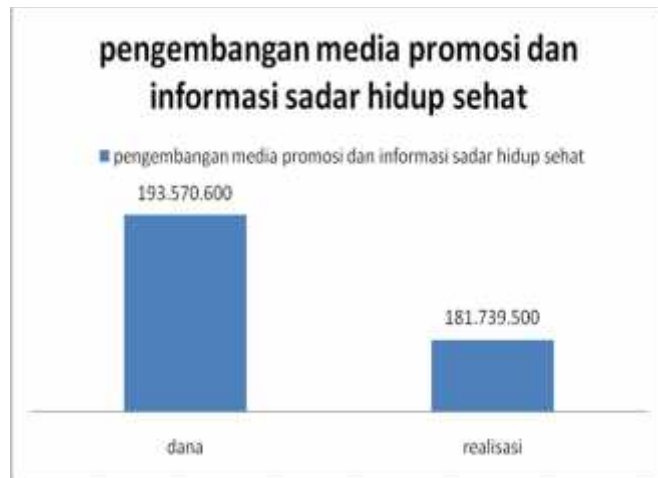 pengembangan media promosi dan
informasi sadar hidup sehat
pengembangan media promosi dan informasi sadar hidup sehat
193.570.600
181.739.500
dana
realisasi